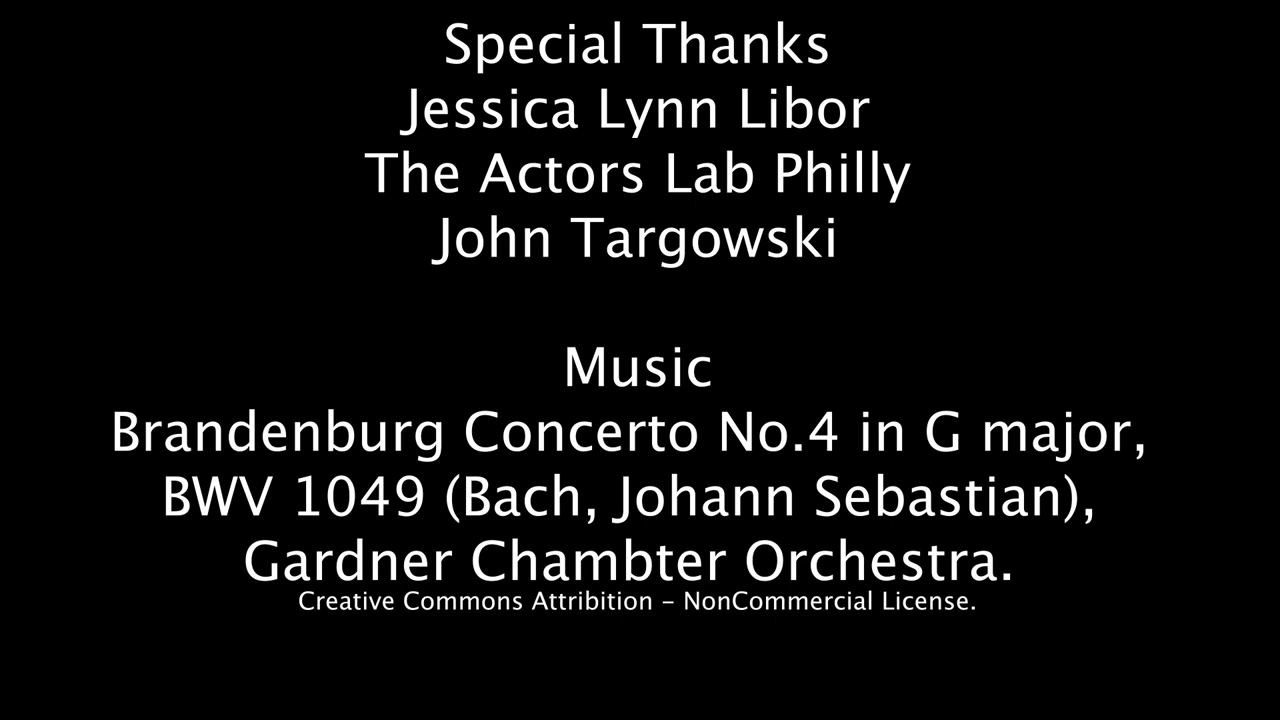 Special Thanks
Jessica Lynn Libor
The Actors Lab Philly
John Targowski
Music
Brandenburg Concerto No.4 in G major,
BWV 1049 (Bach, Johann Sebastian),
Gardner Chambter Orchestra.
Creative Commons Attribition – NonCommercial License.